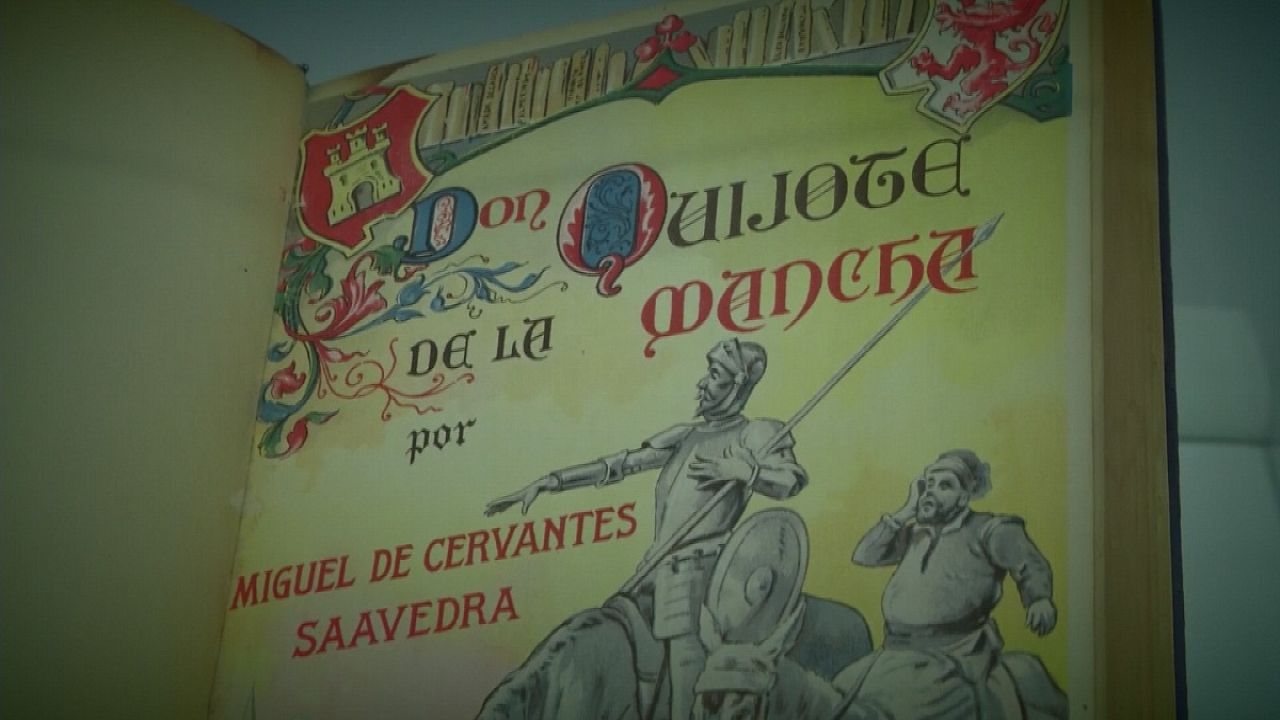 Don Quijote
de la Mancha
por
MIGUEL DE CERVANTES
SAAVEDRA